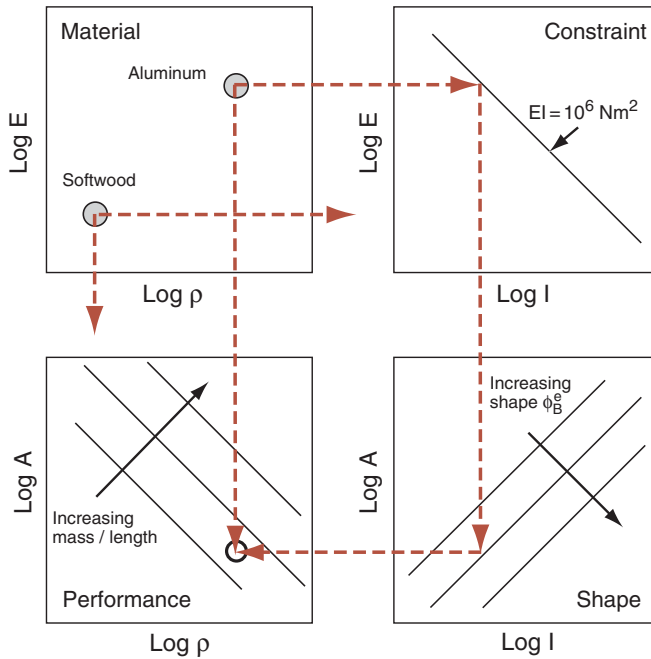 Material
Aluminum
Softwood
Log E
Log ρ
Constraint
EI = 10⁶ Nm²
Log E
Log I
Increasing
mass / length
Performance
Log A
Log ρ
Increasing
shape ϕ_B^e
Shape
Log A
Log I